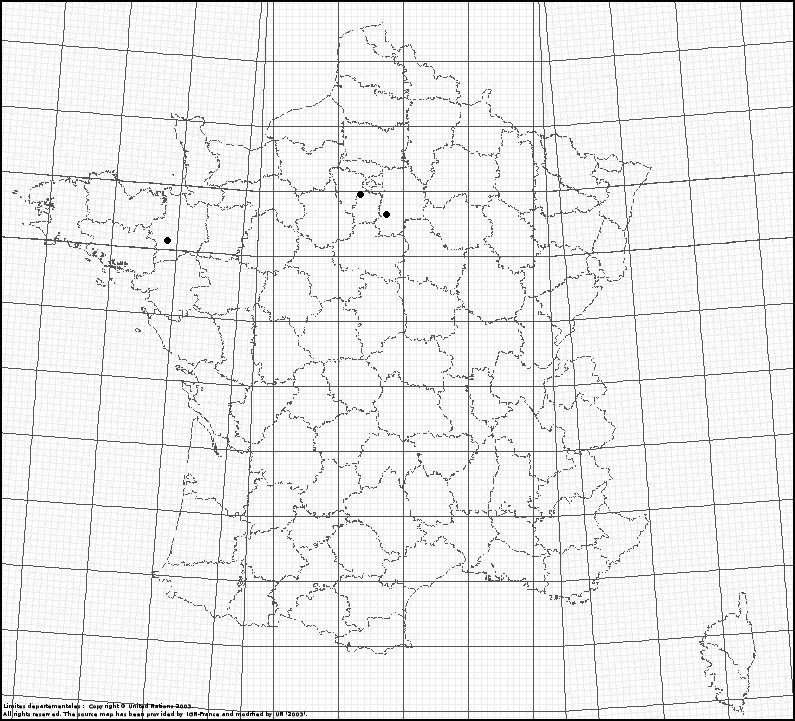 Limites departementales : Copyright © United Nations 2003
All rights reserved. The source map has been provided by IGN-France and modified by UN '2003'.